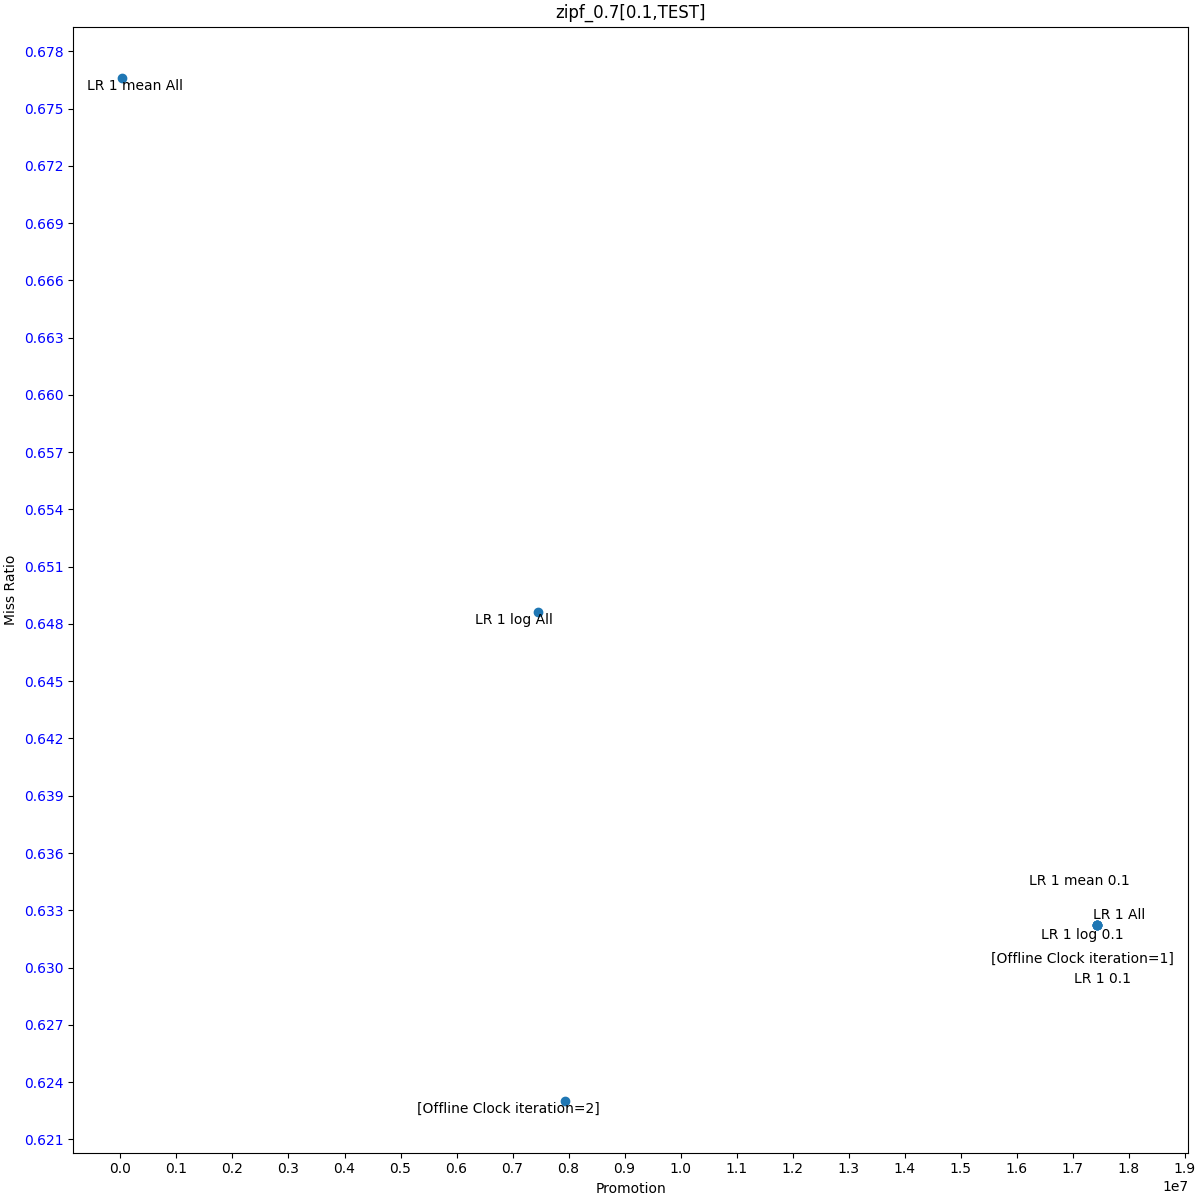 zipf_0.7[0.1,TEST]
0.678
LR 1 mean All
0.675
0.672
0.669
0.666
0.663
0.660
0.657
0.654
0.651
Miss Ratio
LR 1 log All
0.648
0.645
0.642
0.639
0.636
LR 1 mean 0.1
0.633
LR 1 All
LR 1 log 0.1
[Offline Clock iteration=1]
0.630
LR 1 0.1
0.627
0.624
[Offline Clock iteration=2]
0.621
0.0 0.1 0.2 0.3 0.4 0.5 0.6 0.7 0.8 0.9 1.0 1.1 1.2 1.3 1.4 1.5 1.6 1.7 1.8 1.9
1e7
Promotion